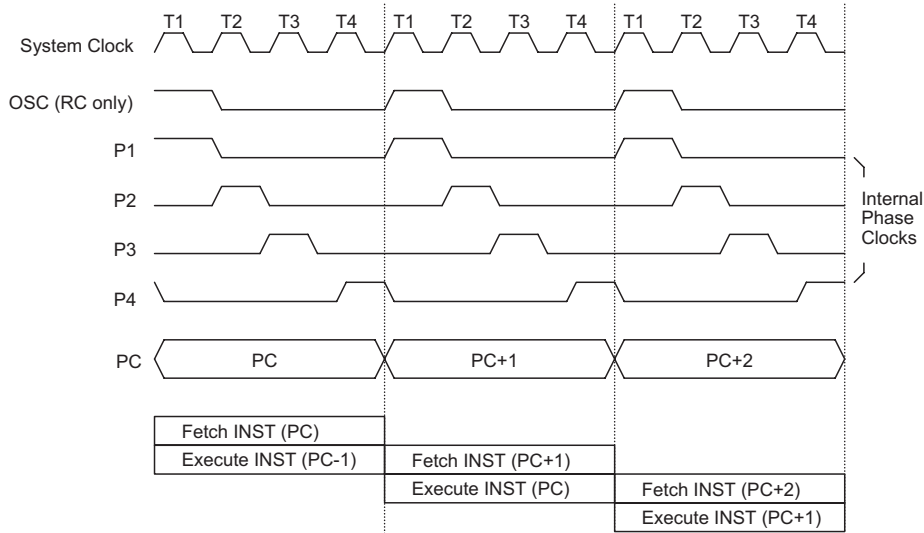 T1 T2 T3 T4 T1 T2 T3 T4 T1 T2 T3 T4
System Clock
OSC (RC only)
P1
P2
P3
P4
Internal
Phase
Clocks
PC PC PC+1 PC+2
Fetch INST (PC)
Execute INST (PC-1) Fetch INST (PC+1)
Execute INST (PC) Fetch INST (PC+2)
Execute INST (PC+1)